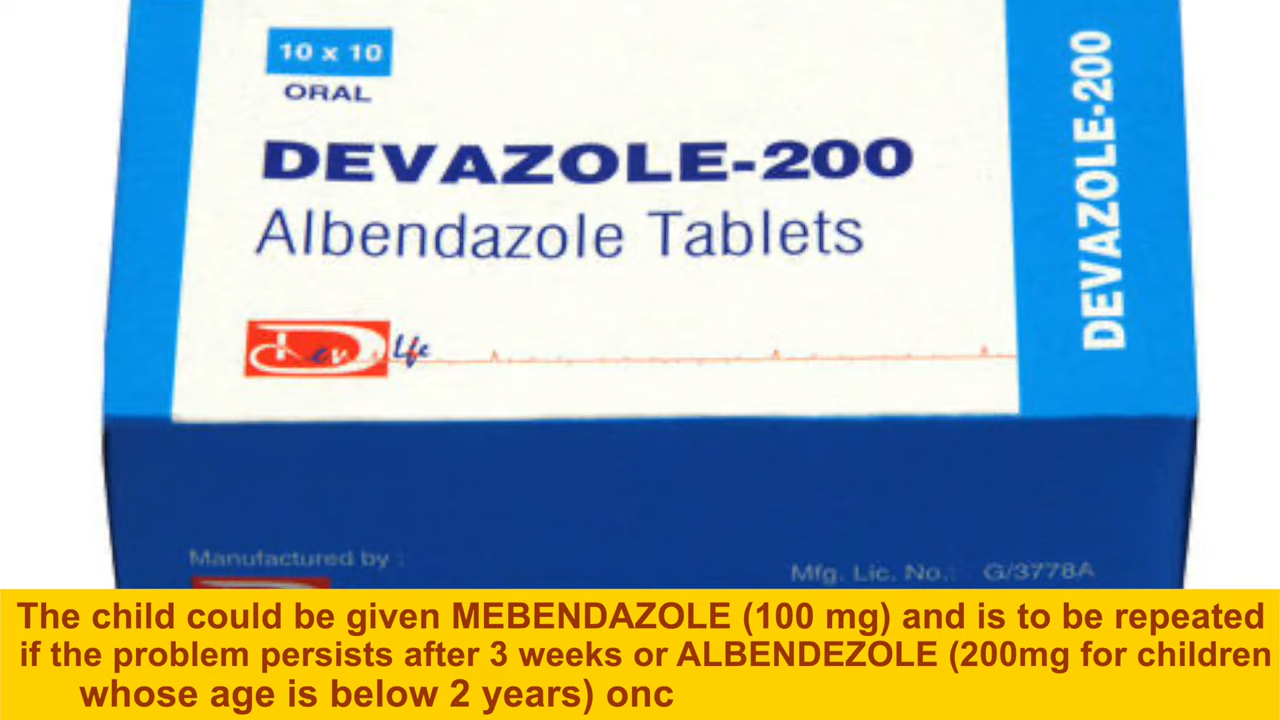 10 x 10
ORAL
DEVAZOLE-200
Albendazole Tablets
Dev Life
DEVAZOLE-200
Manufactured by :
Mfg. Lic. No.: G/3778A
The child could be given MEBENDAZOLE (100 mg) and is to be repeated
if the problem persists after 3 weeks or ALBENDEZOLE (200mg for children
whose age is below 2 years) onc